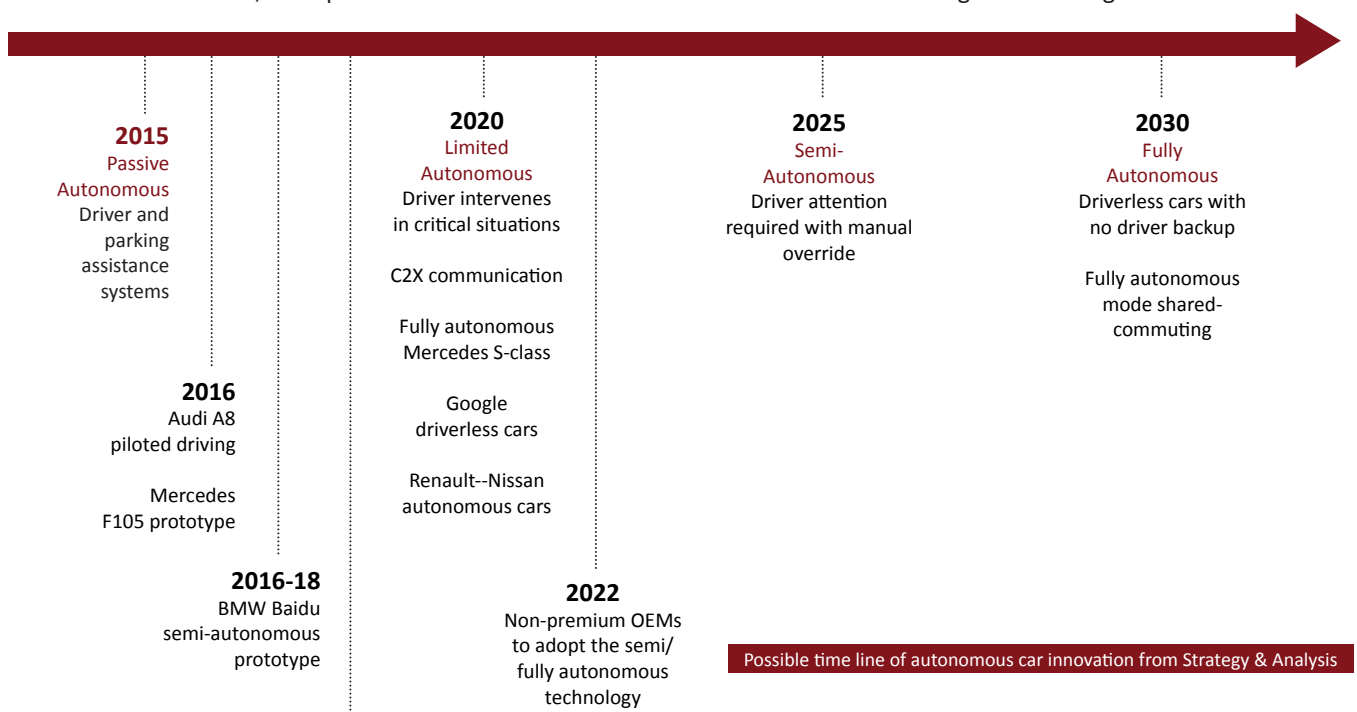 2015
Passive
Autonomous
Driver and
parking
assistance
systems
2016
Audi A8
piloted driving
Mercedes
F105 prototype
2016-18
BMW Baidu
semi-autonomous
prototype
2020
Limited
Autonomous
Driver intervenes
in critical situations
C2X communication
Fully autonomous
Mercedes S-class
Google
driverless cars
Renault--Nissan
autonomous cars
2022
Non-premium OEMs
to adopt the semi/
fully autonomous
technology
2025
Semi-
Autonomous
Driver attention
required with manual
override
2030
Fully
Autonomous
Driverless cars with
no driver backup
Fully autonomous
mode shared-
commuting
Possible time line of autonomous car innovation from Strategy & Analysis